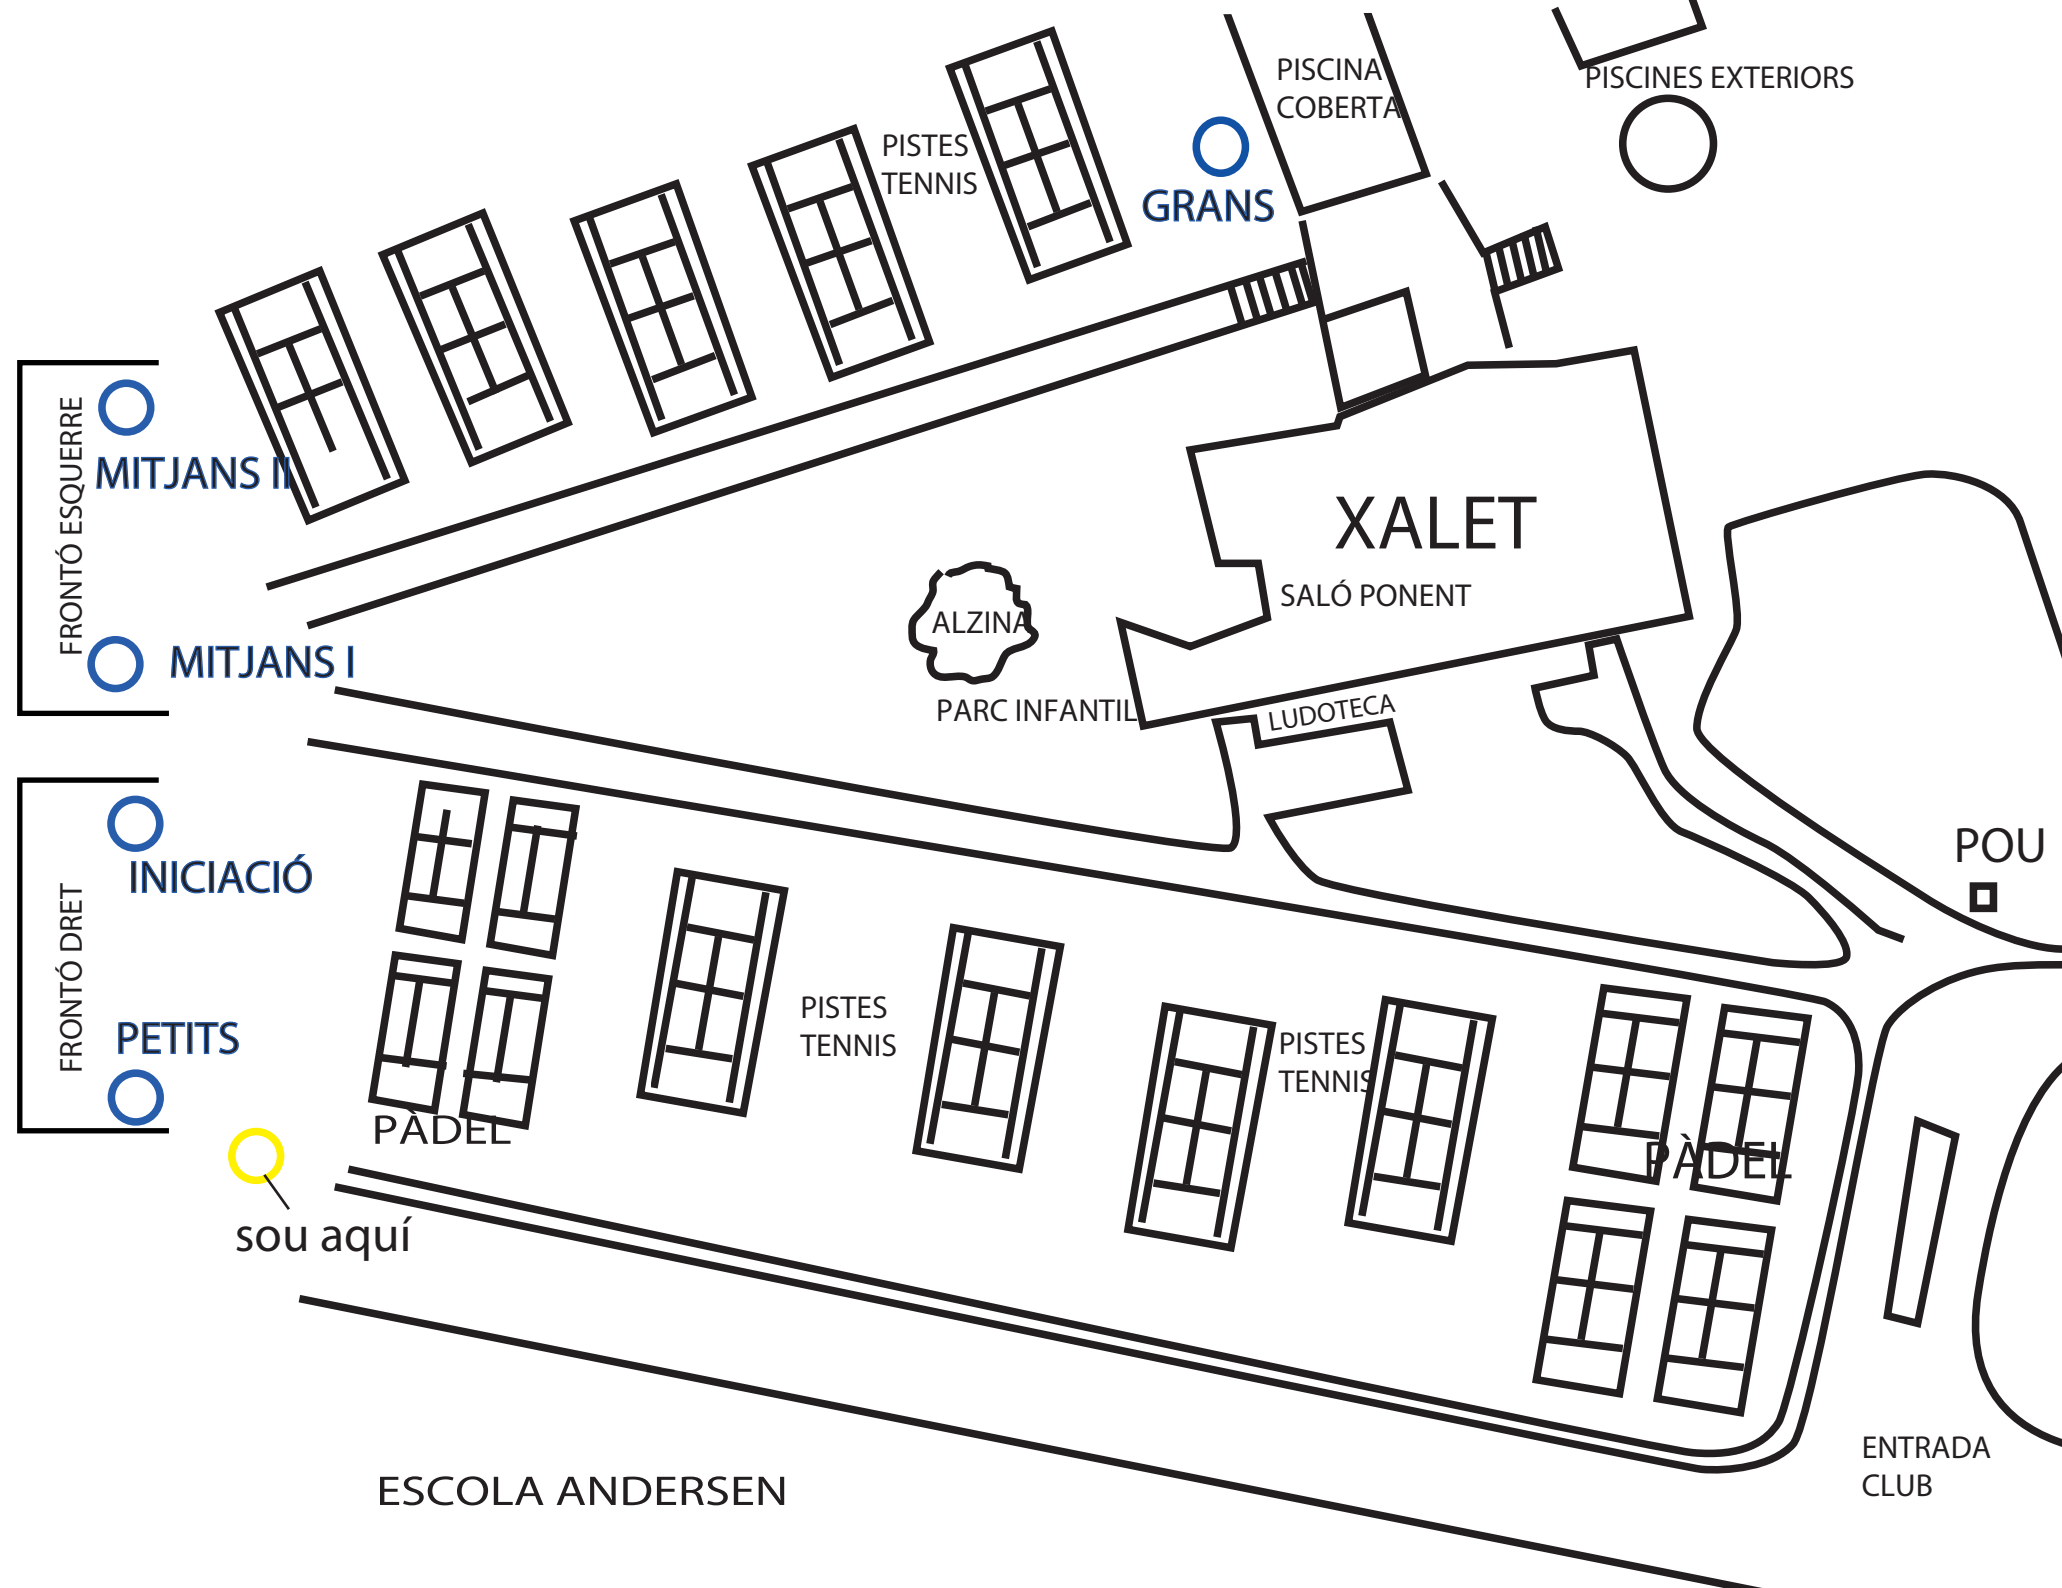 PISCINA
COBERTA
PISCINES EXTERIORS
PISTES
TENNIS
GRANS
FRONTÓ ESQUERRE
MITJANS II
XALET
SALÓ PONENT
ALZINA
MITJANS I
PARC INFANTIL
LUDOTECA
POU
INICIACIÓ
FRONTÓ DRET
PISTES
TENNIS
PETITS
PISTES
TENNIS
PÀDEL
PÀDEL
sou aquí
ENTRADA
CLUB
ESCOLA ANDERSEN